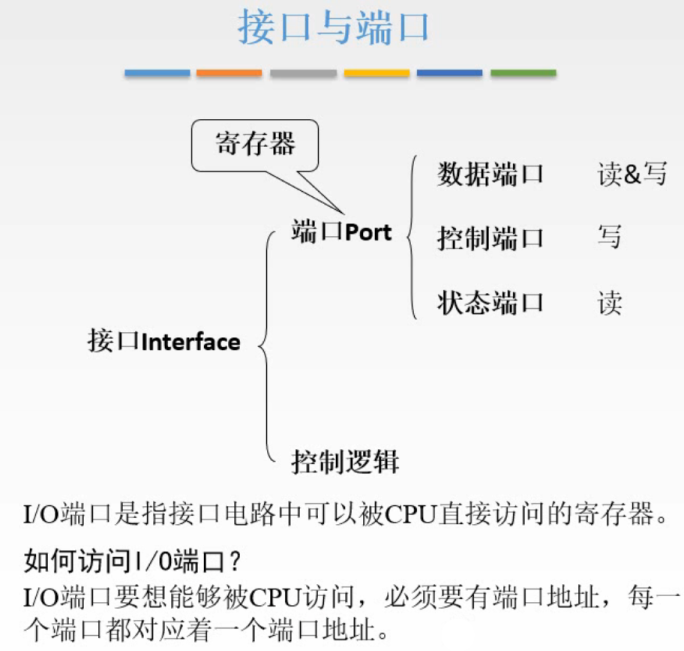 接口与端口
寄存器
数据端口 读&写
端口Port
控制端口 写
状态端口 读
接口Interface
控制逻辑
I/O端口是指接口电路中可以被CPU直接访问的寄存器。
如何访问I/O端口?
I/O端口要想能够被CPU访问，必须要有端口地址，每一
个端口都对应着一个端口地址。